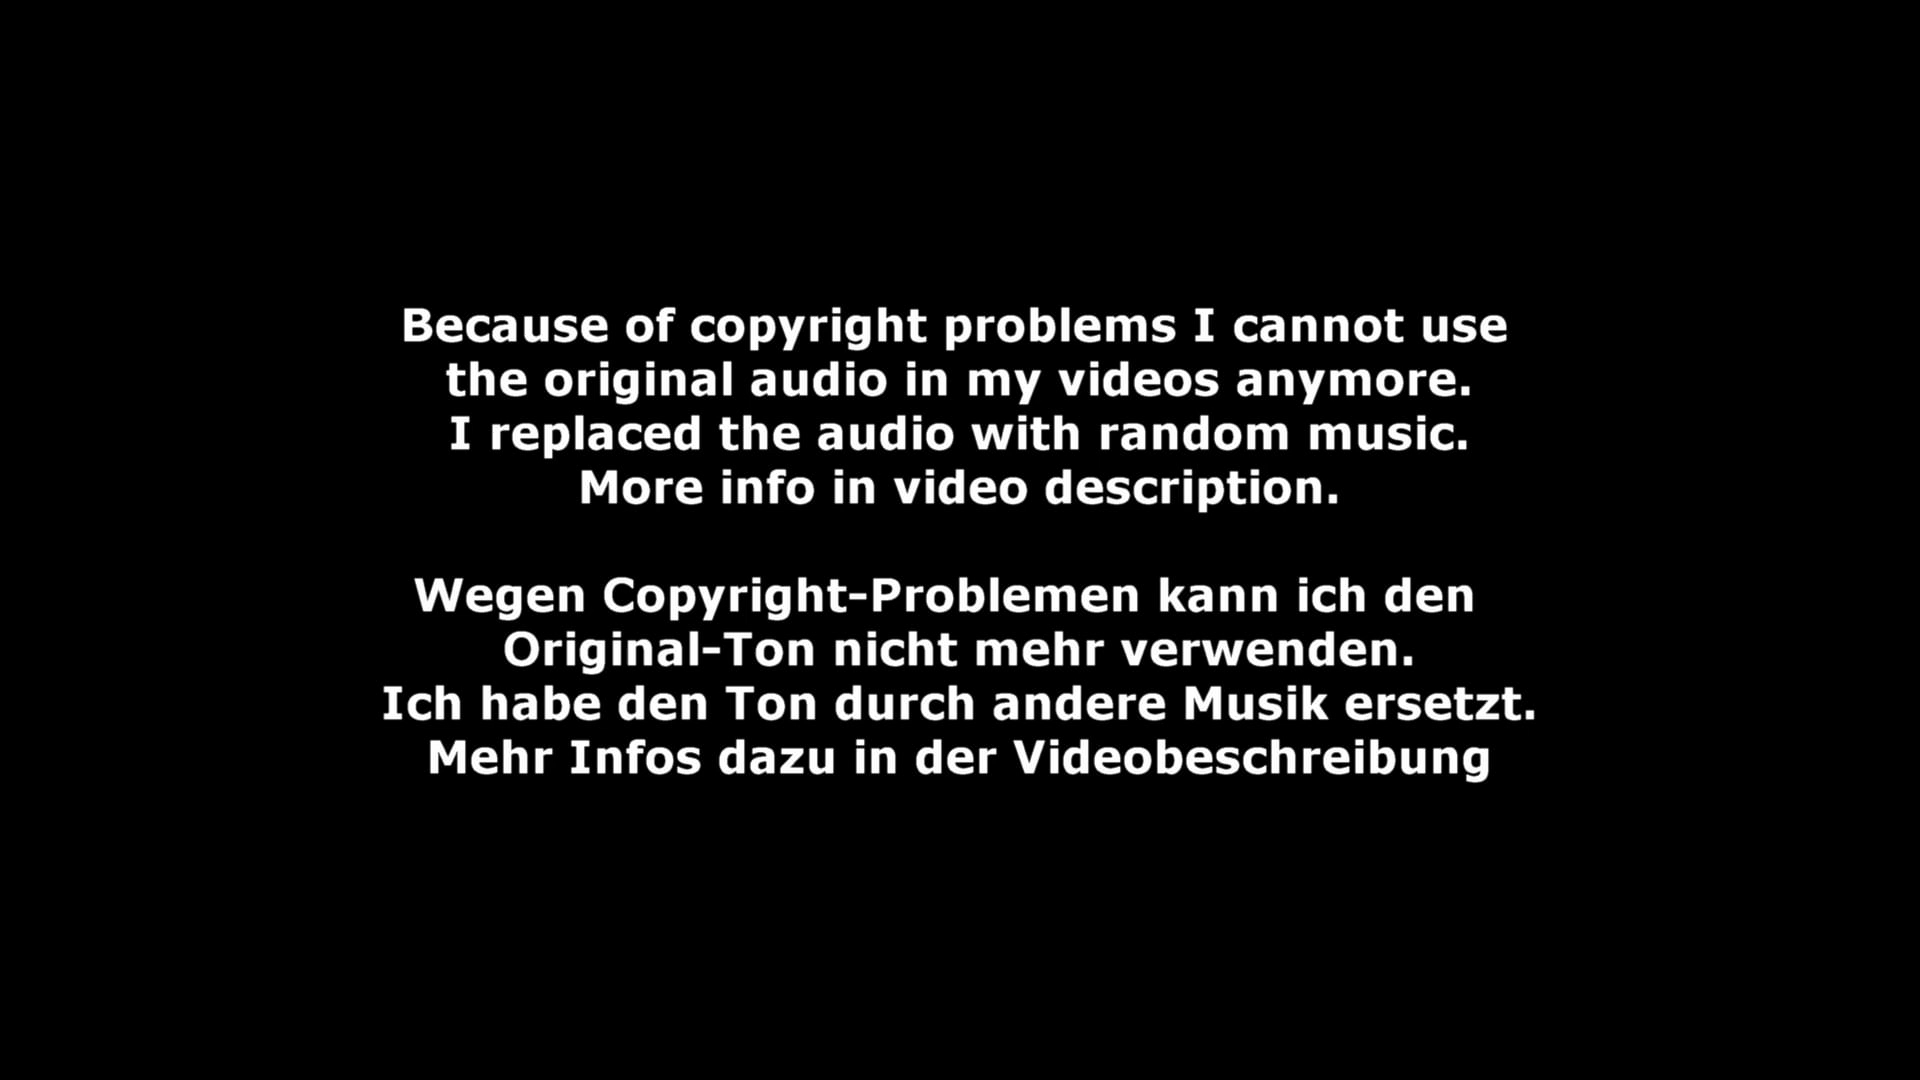 Because of copyright problems I cannot use
the original audio in my videos anymore.
I replaced the audio with random music.
More info in video description.
Wegen Copyright-Problemen kann ich den
Original-Ton nicht mehr verwenden.
Ich habe den Ton durch andere Musik ersetzt.
Mehr Infos dazu in der Videobeschreibung